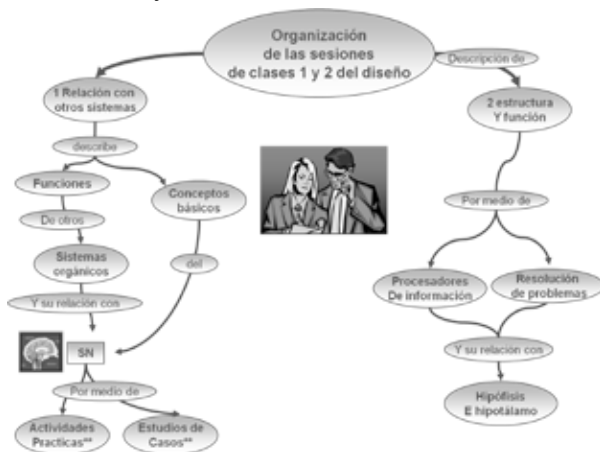 Organización
de las sesiones
de clases 1 y 2 del diseño
Descripción de
1 Relación con
otros sistemas
2 estructura
Y función
describe
Funciones
Conceptos
básicos
De otros
Por medio de
Sistemas
orgánicos
del
Procesadores
De información
Resolución
de problemas
Y su relación con
SN
Y su relación con
Por medio de
Hipófisis
E hipotálamo
Actividades
Practicas**
Estudios de
Casos**